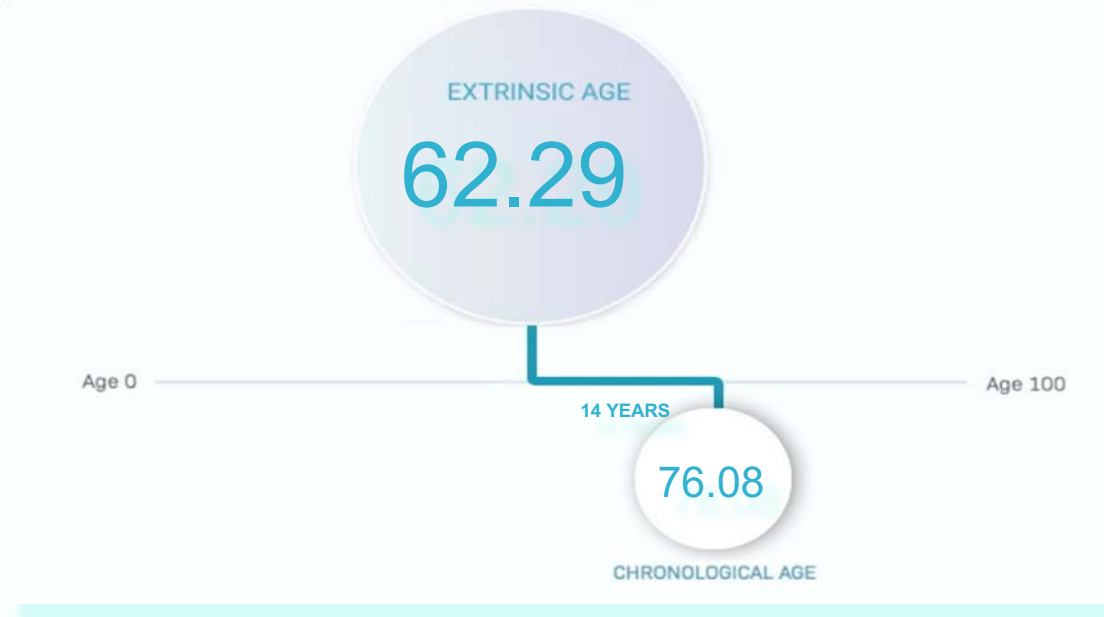 EXTRINSIC AGE
62.29
Age 0
Age 100
14 YEARS
76.08
CHRONOLOGICAL AGE